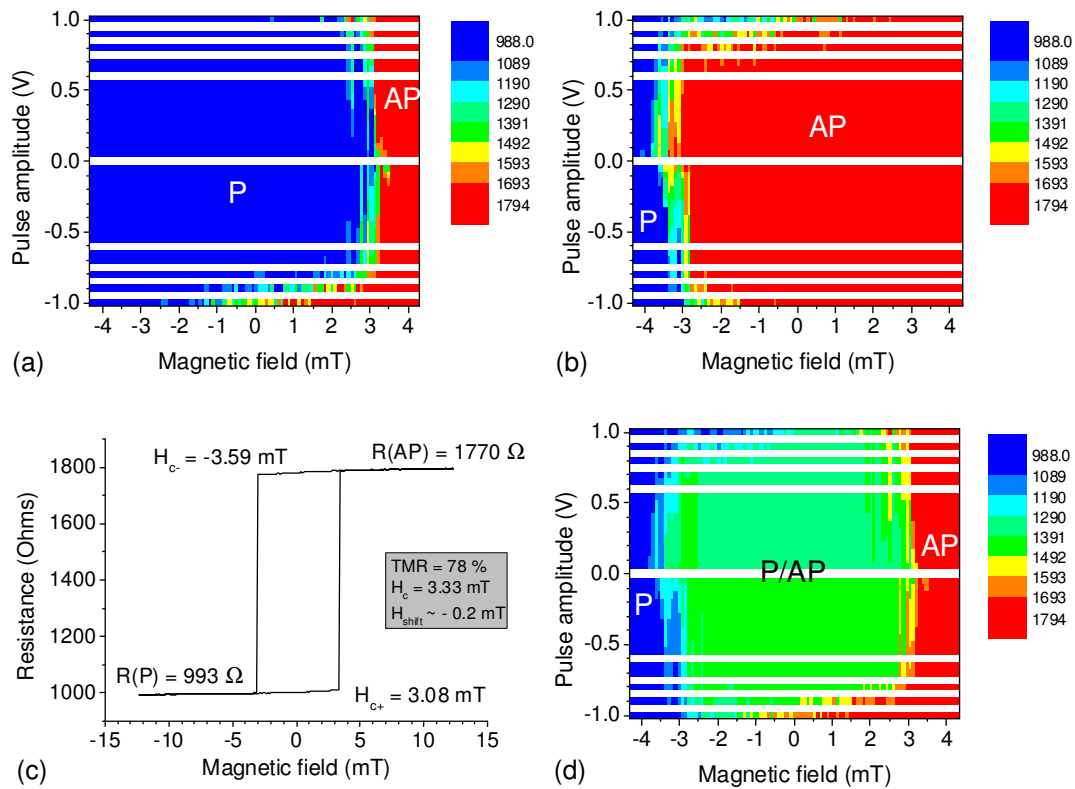 1.0
0.5
0.0
-0.5
-1.0
Pulse amplitude (V)
AP
P
-4 -3 -2 -1 0 1 2 3 4
Magnetic field (mT)
(a)
988.0
1089
1190
1290
1391
1492
1593
1693
1794
1.0
0.5
0.0
-0.5
-1.0
Pulse amplitude (V)
AP
P
-4 -3 -2 -1 0 1 2 3 4
Magnetic field (mT)
(b)
988.0
1089
1190
1290
1391
1492
1593
1693
1794
1800
1600
1400
1200
1000
Resistance (Ohms)
H_c- = -3.59 mT
R(AP) = 1770 Ω
TMR = 78 %
H_c = 3.33 mT
H_shift ~ - 0.2 mT
R(P) = 993 Ω
H_c+ = 3.08 mT
-15 -10 -5 0 5 10 15
Magnetic field (mT)
(c)
1.0
0.5
0.0
-0.5
-1.0
Pulse amplitude (V)
AP
P/AP
P
-4 -3 -2 -1 0 1 2 3 4
Magnetic field (mT)
(d)
988.0
1089
1190
1290
1391
1492
1593
1693
1794